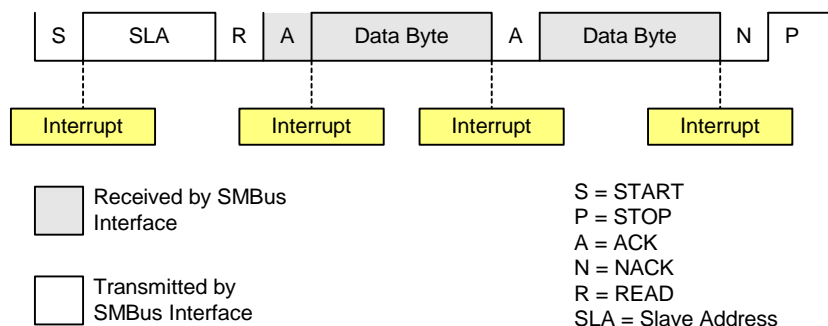 S SLA R A Data Byte A Data Byte N P
Interrupt Interrupt Interrupt Interrupt
Received by SMBus
Interface
Transmitted by
SMBus Interface
S = START
P = STOP
A = ACK
N = NACK
R = READ
SLA = Slave Address